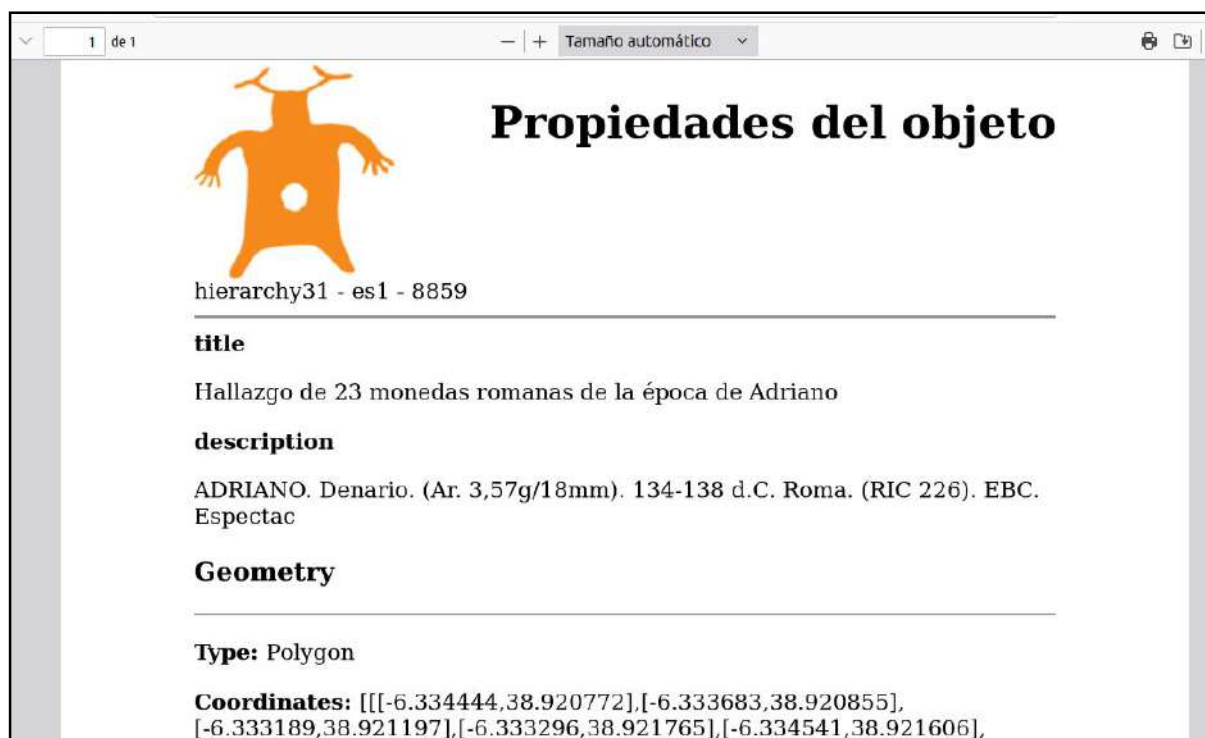 1 de 1 — + Tamaño automático
Propiedades del objeto
hierarchy31 - es1 - 8859
title
Hallazgo de 23 monedas romanas de la época de Adriano
description
ADRIANO. Denario. (Ar. 3,57g/18mm). 134-138 d.C. Roma. (RIC 226). EBC.
Espectac
Geometry
Type: Polygon
Coordinates: [[[-6.334444,38.920772],[-6.333683,38.920855],
[-6.333189,38.921197],[-6.333296,38.921765],[-6.334541,38.921606],